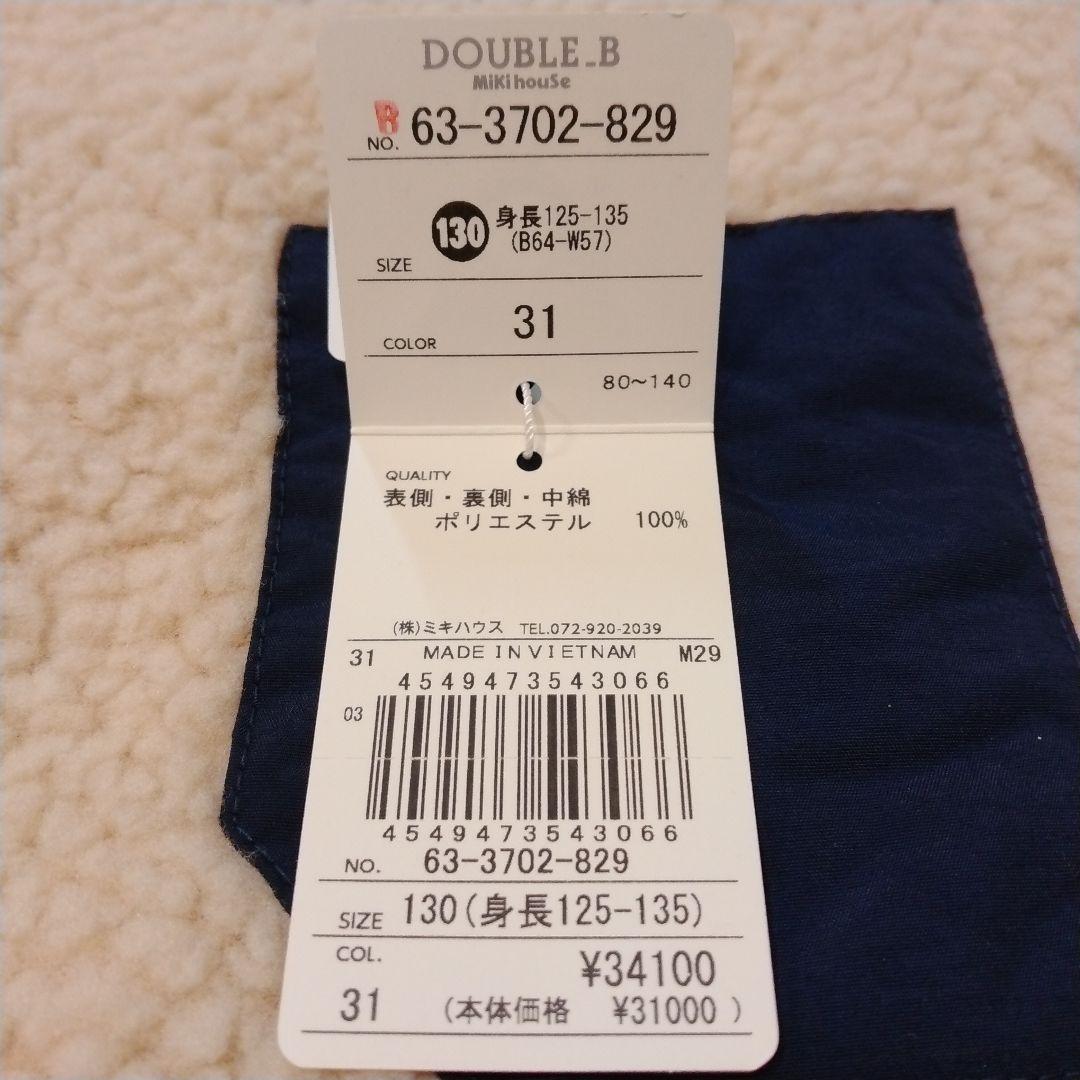 DOUBLE_B
MiKi houSe
R
NO. 63-3702-829
130 身長125-135
(B64-W57)
SIZE
31
COLOR
80～140
QUALITY
表側・裏側・中綿
ポリエステル 100%
(株)ミキハウス TEL.072-920-2039
31 MADE IN VIETNAM M29
4549473543066
03
4549473543066
NO. 63-3702-829
SIZE 130(身長125-135)
COL. ¥34100
31 (本体価格 ¥31000 )